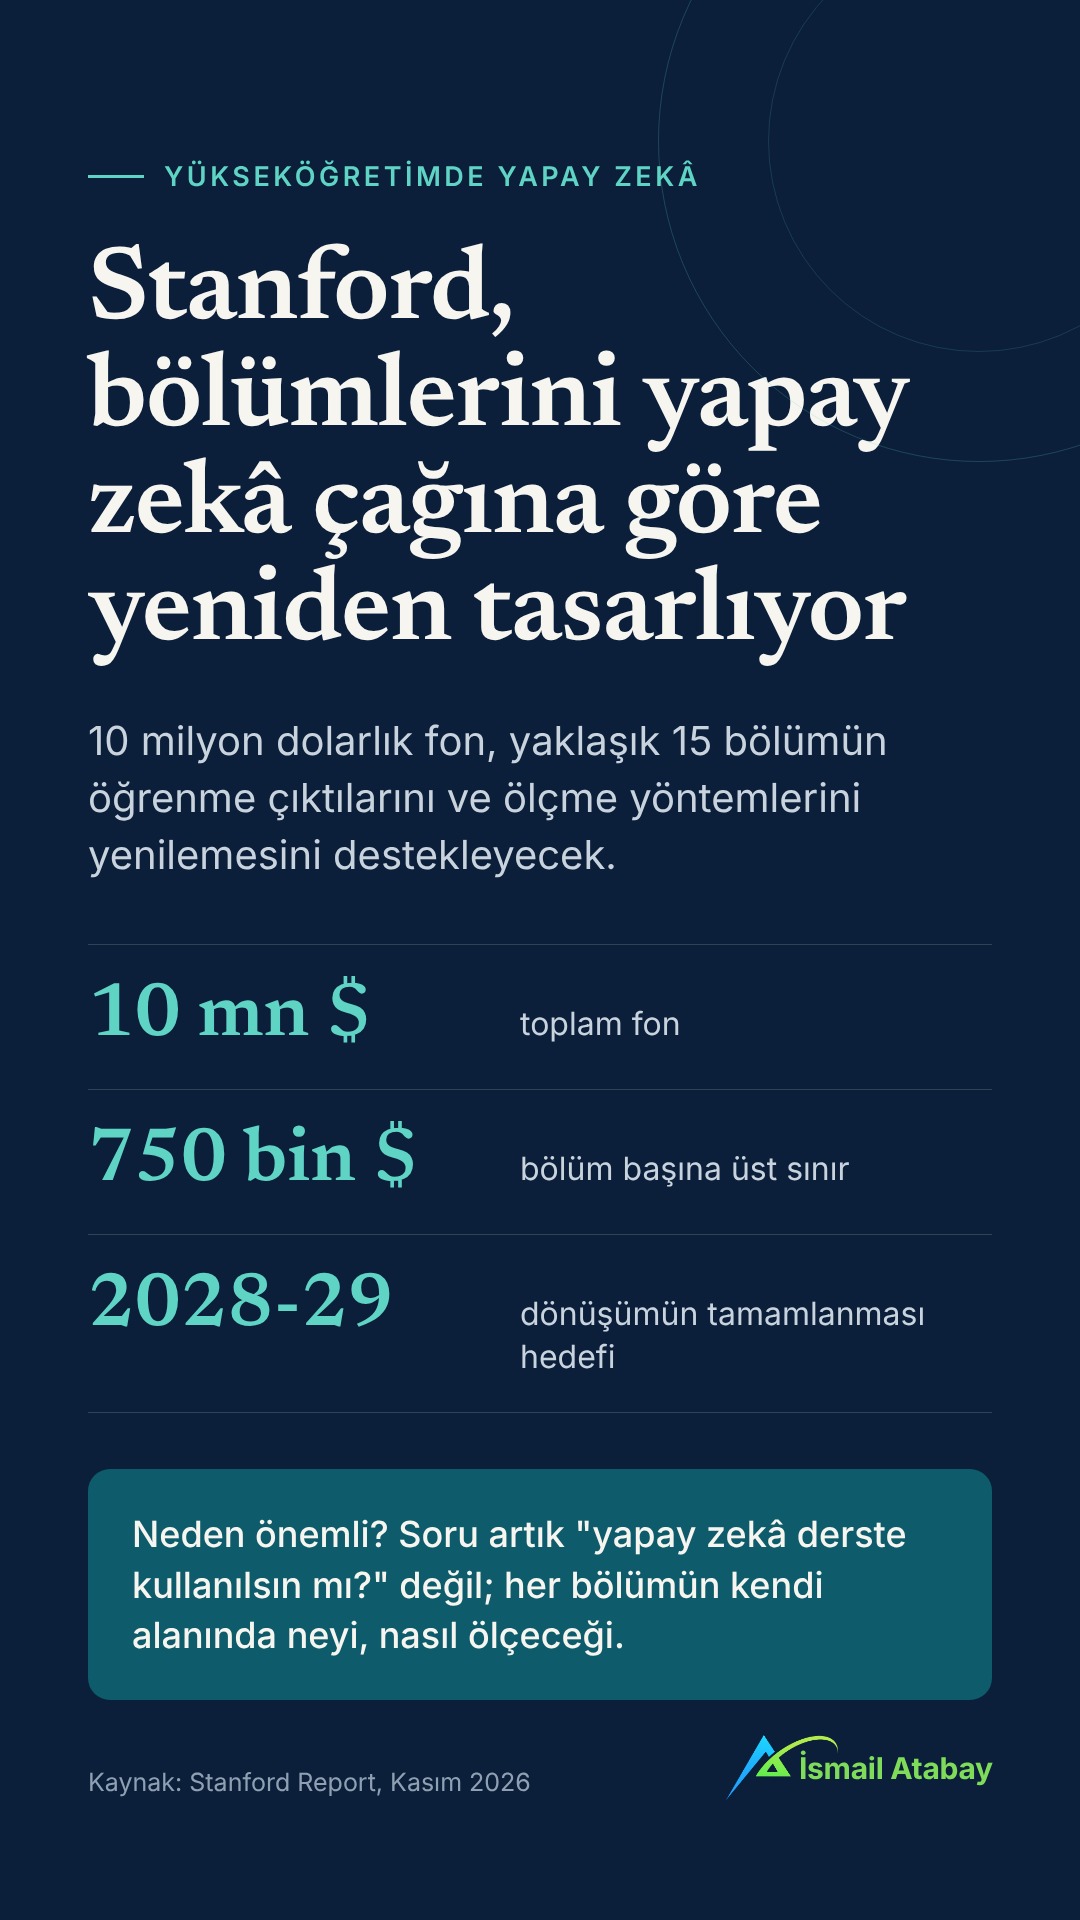 YÜKSEKÖĞRETİMDE YAPAY ZEKÂ
Stanford,
bölümlerini yapay
zekâ çağına göre
yeniden tasarlıyor
10 milyon dolarlık fon, yaklaşık 15 bölümün
öğrenme çıktılarını ve ölçme yöntemlerini
yenilemesini destekleyecek.
10 mn $
toplam fon
750 bin $
bölüm başına üst sınır
2028-29
dönüşümün tamamlanması
hedefi
Neden önemli? Soru artık "yapay zekâ derste
kullanılsın mı?" değil; her bölümün kendi
alanında neyi, nasıl ölçeceği.
Kaynak: Stanford Report, Kasım 2026
İsmail Atabay